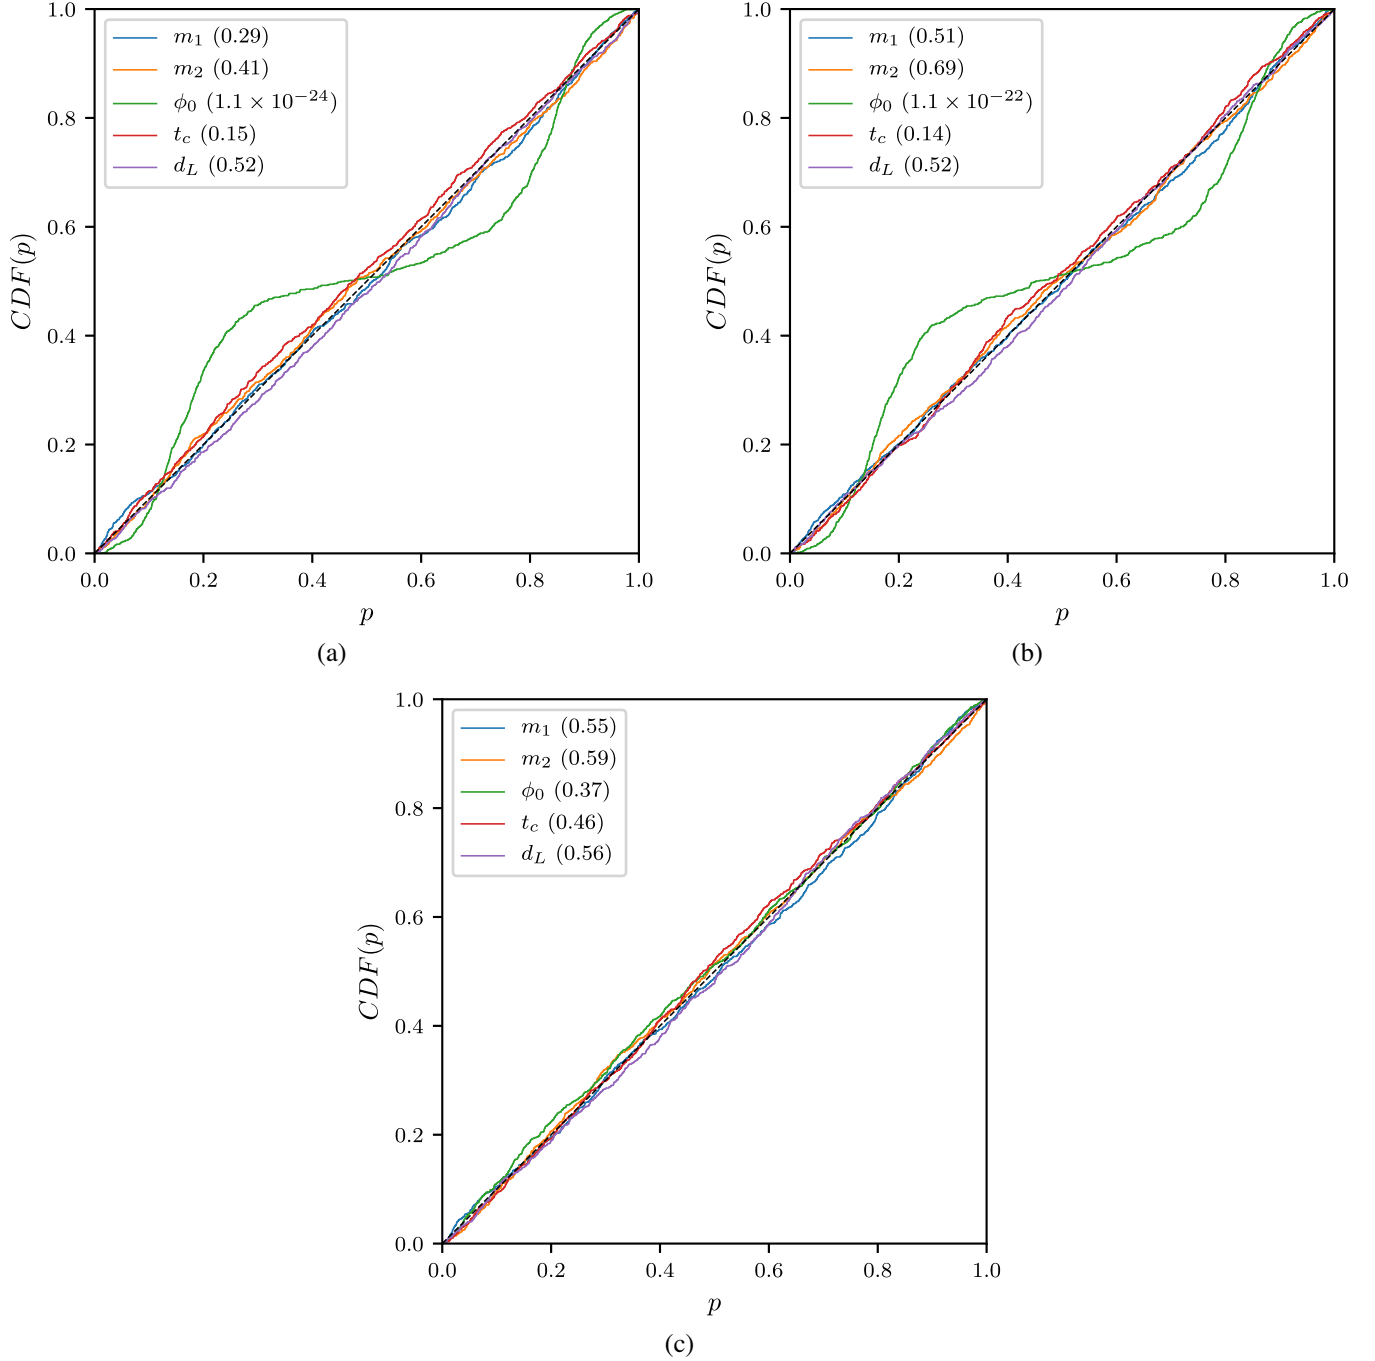 1.0
0.8
0.6
0.4
0.2
0.0
CDF(p)
m₁ (0.29)
m₂ (0.41)
ϕ₀ (1.1 × 10⁻²⁴)
t_c (0.15)
d_L (0.52)
0.0 0.2 0.4 0.6 0.8 1.0
p
(a)
1.0
0.8
0.6
0.4
0.2
0.0
CDF(p)
m₁ (0.51)
m₂ (0.69)
ϕ₀ (1.1 × 10⁻²²)
t_c (0.14)
d_L (0.52)
0.0 0.2 0.4 0.6 0.8 1.0
p
(b)
1.0
0.8
0.6
0.4
0.2
0.0
CDF(p)
m₁ (0.55)
m₂ (0.59)
ϕ₀ (0.37)
t_c (0.46)
d_L (0.56)
0.0 0.2 0.4 0.6 0.8 1.0
p
(c)